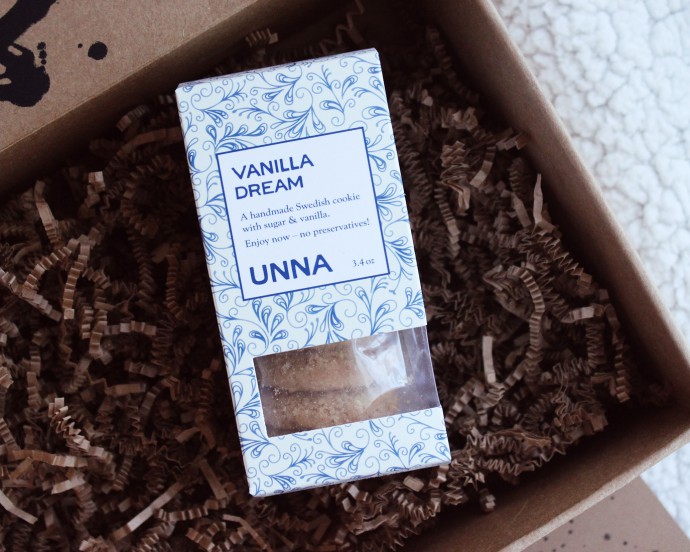 VANILLA
DREAM
A handmade Swedish cookie
with sugar & vanilla.
Enjoy now – no preservatives!
UNNA 3.4 oz